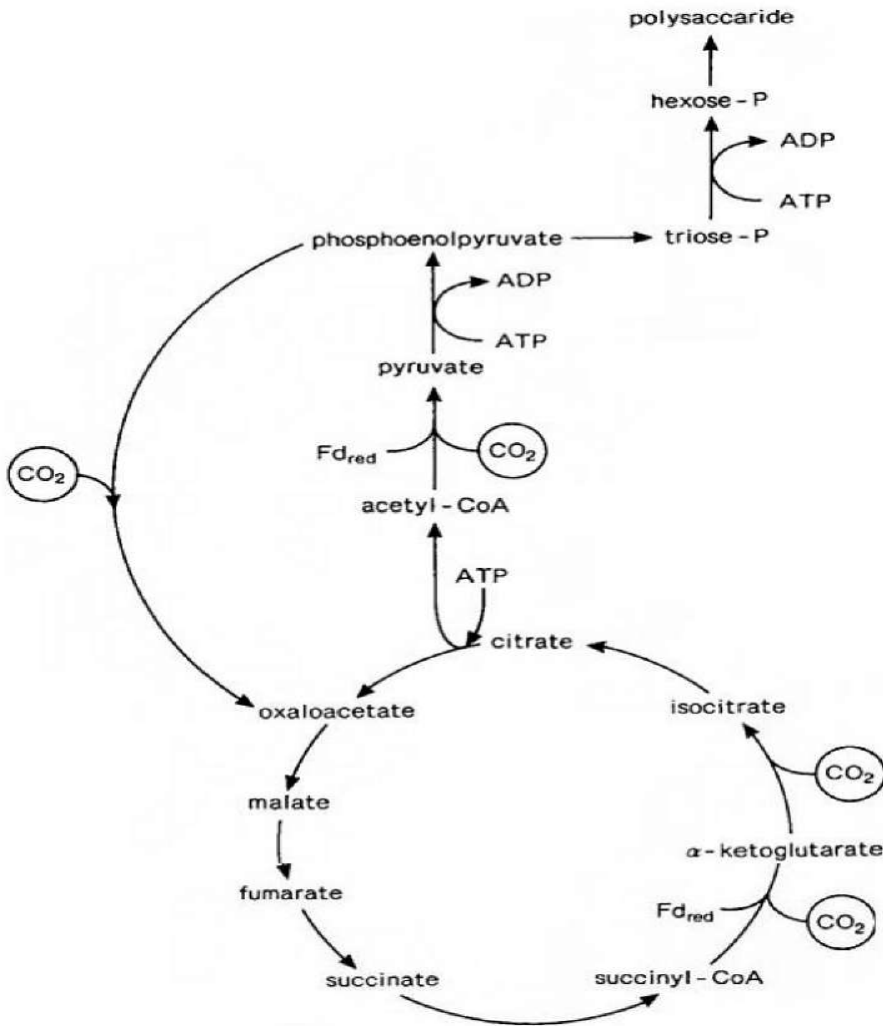 polysaccaride
hexose-P
ADP
ATP
phosphoenolpyruvate
triose-P
ADP
ATP
pyruvate
Fdred
CO2
CO2
acetyl-CoA
ATP
citrate
oxaloacetate
isocitrate
CO2
malate
α-ketoglutarate
fumarate
Fdred
CO2
succinate
succinyl-CoA